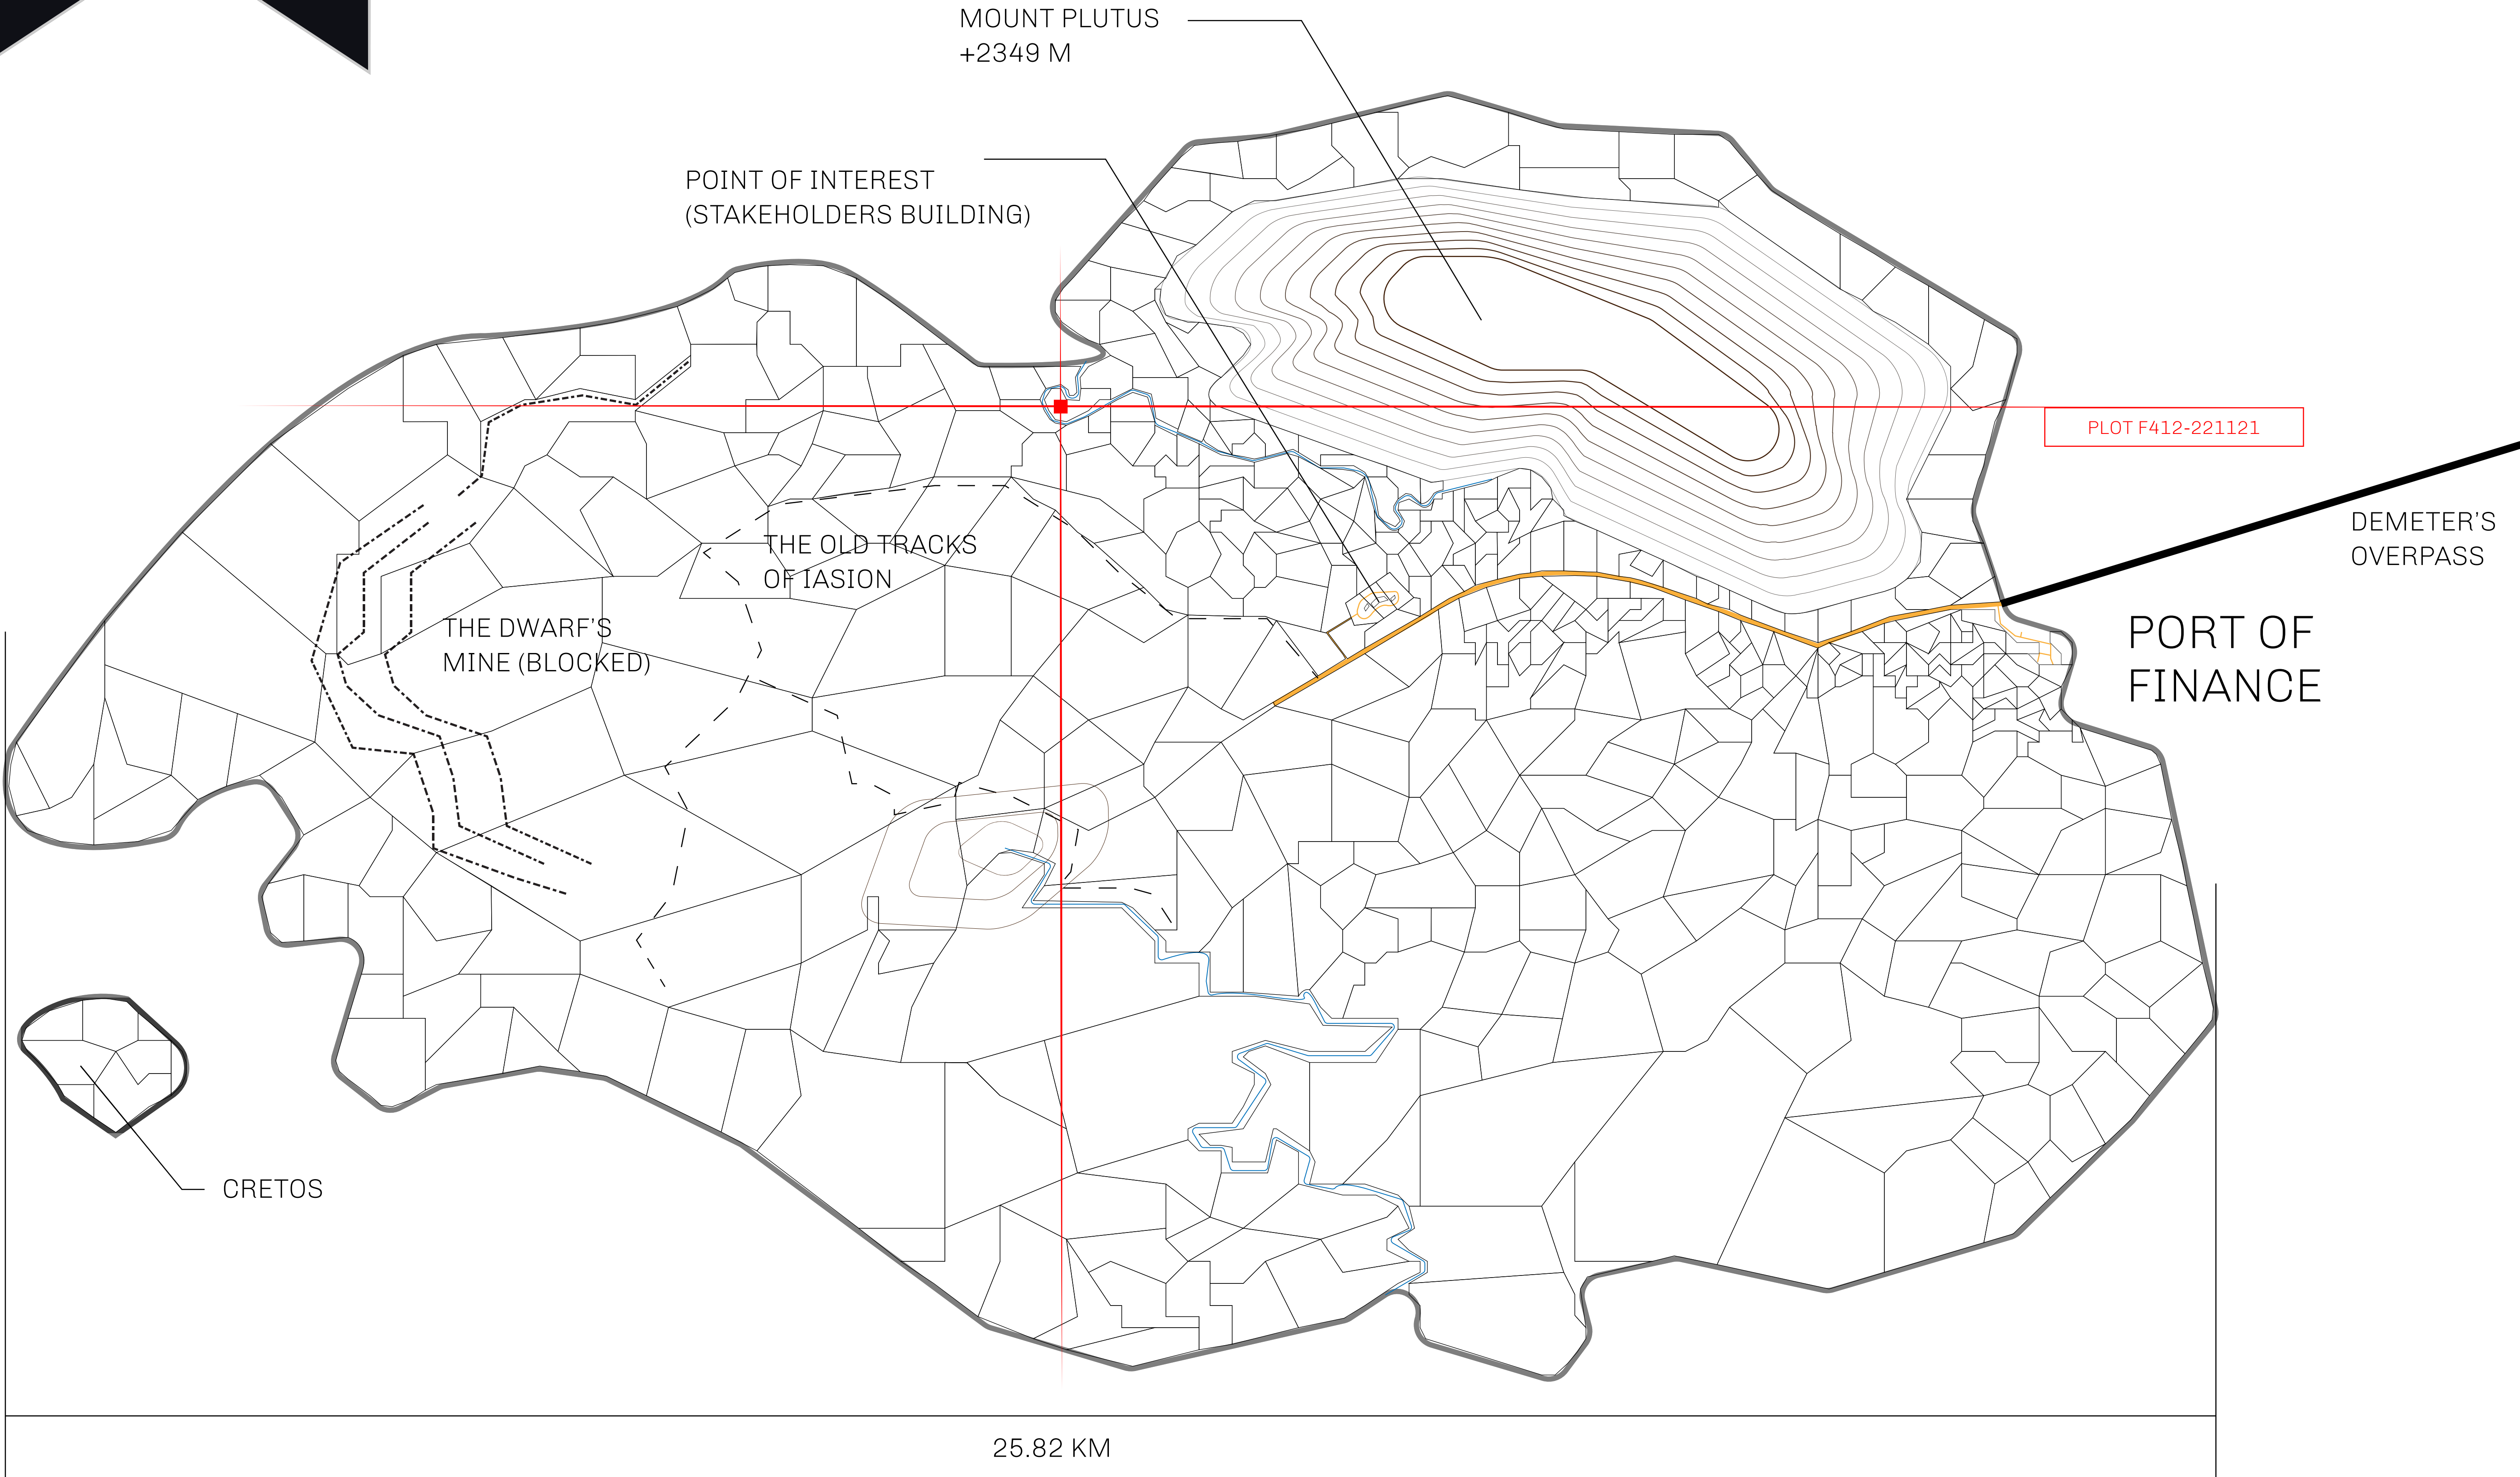 MOUNT PLUTUS
+2349 M
POINT OF INTEREST
(STAKEHOLDERS BUILDING)
PLOT F412-221121
DEMETER'S
OVERPASS
THE OLD TRACKS
OF IASION
THE DWARF'S
MINE (BLOCKED)
PORT OF
FINANCE
CRETOS
25.82 KM